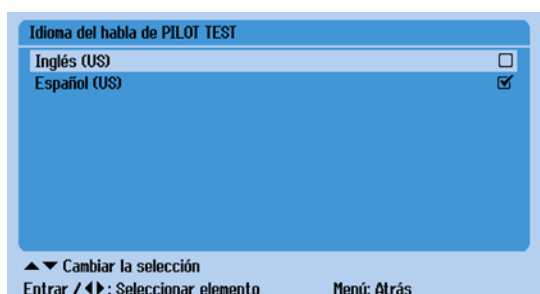 Idioma del habla de PILOT TEST
Inglés (US)
Español (US)
▲▼ Cambiar la selección
Entrar / ◀▶: Seleccionar elemento Menú: Atrás